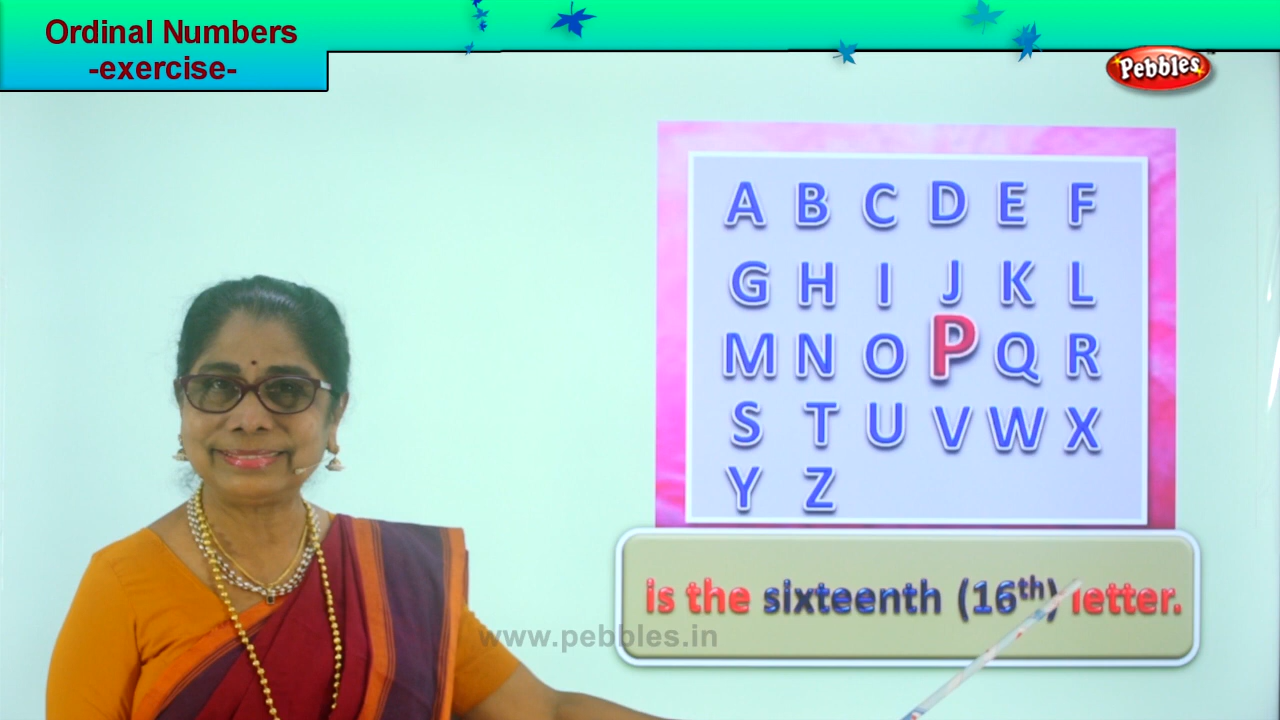 Ordinal Numbers
-exercise-
Pebbles
A B C D E F
G H I J K L
M N O P Q R
S T U V W X
Y Z
is the sixteenth (16th) letter.
www.pebbles.in